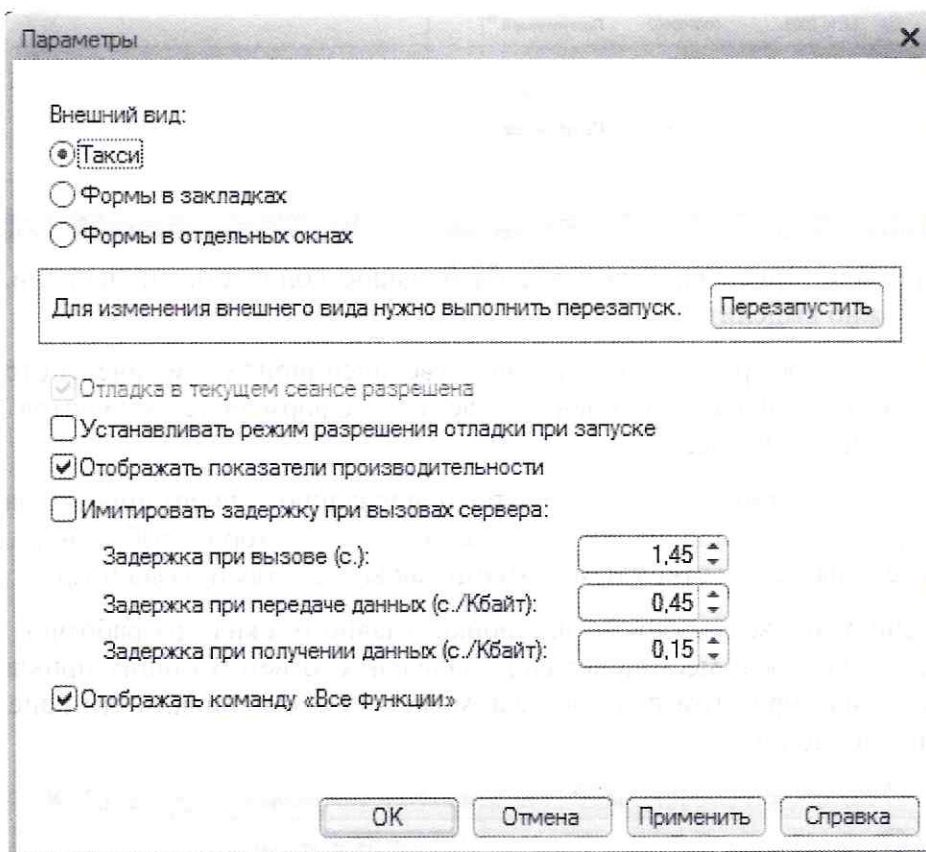 Параметры
Внешний вид:
Такси
Формы в закладках
Формы в отдельных окнах
Для изменения внешнего вида нужно выполнить перезапуск. Перезапустить
Отладка в текущем сеансе разрешена
Устанавливать режим разрешения отладки при запуске
Отображать показатели производительности
Имитировать задержку при вызовах сервера:
Задержка при вызове (с.): 1,45
Задержка при передаче данных (с./Кбайт): 0,45
Задержка при получении данных (с./Кбайт): 0,15
Отображать команду «Все функции»
OK Отмена Применить Справка